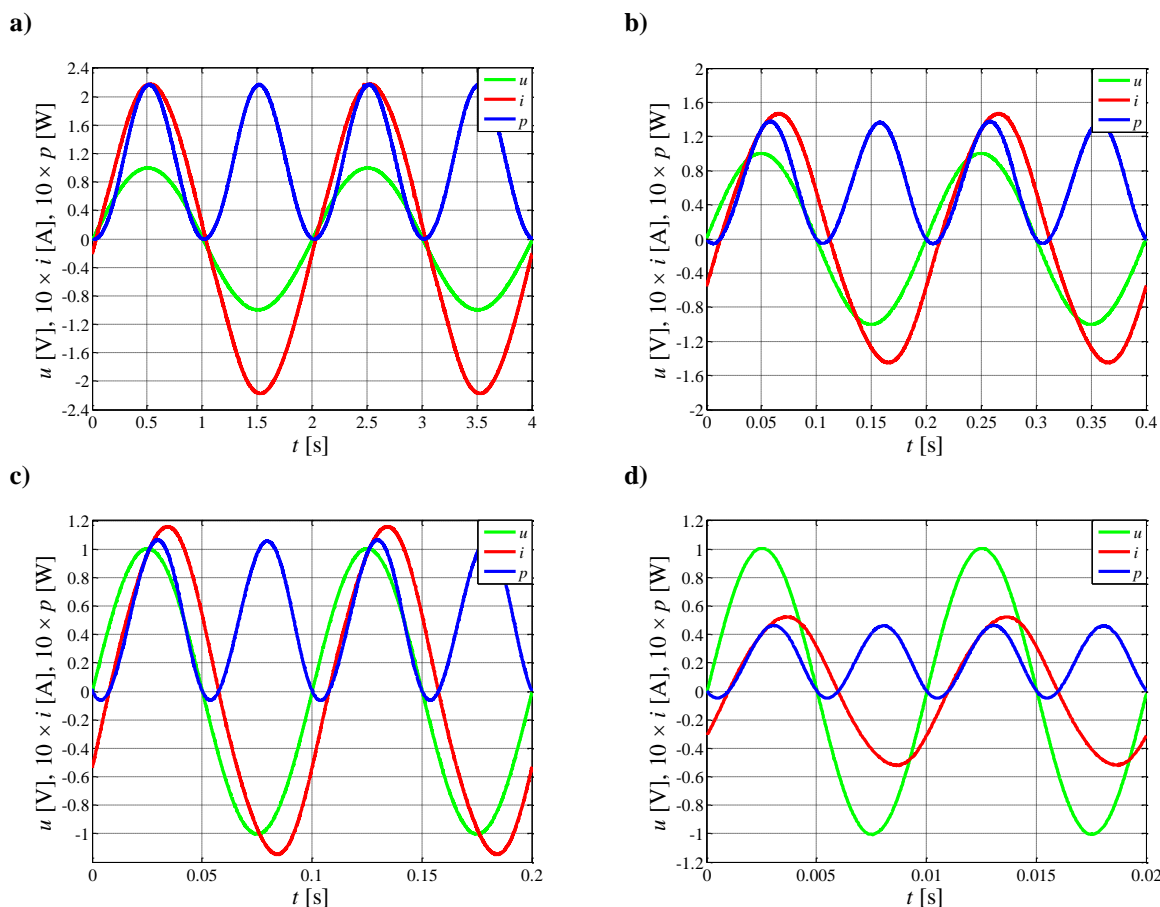 a)
2.4
2
1.6
1.2
0.8
0.4
0
-0.4
-0.8
-1.2
-1.6
-2
-2.4
u [V], 10 × i [A], 10 × p [W]
0 0.5 1 1.5 2 2.5 3 3.5 4
t [s]
u
i
p
b)
2
1.6
1.2
0.8
0.4
0
-0.4
-0.8
-1.2
-1.6
-2
u [V], 10 × i [A], 10 × p [W]
0 0.05 0.1 0.15 0.2 0.25 0.3 0.35 0.4
t [s]
u
i
p
c)
1.2
1
0.8
0.6
0.4
0.2
0
-0.2
-0.4
-0.6
-0.8
-1
-1.2
u [V], 10 × i [A], 10 × p [W]
0 0.05 0.1 0.15 0.2
t [s]
u
i
p
d)
1.2
1
0.8
0.6
0.4
0.2
0
-0.2
-0.4
-0.6
-0.8
-1
-1.2
u [V], 10 × i [A], 10 × p [W]
0 0.005 0.01 0.015 0.02
t [s]
u
i
p